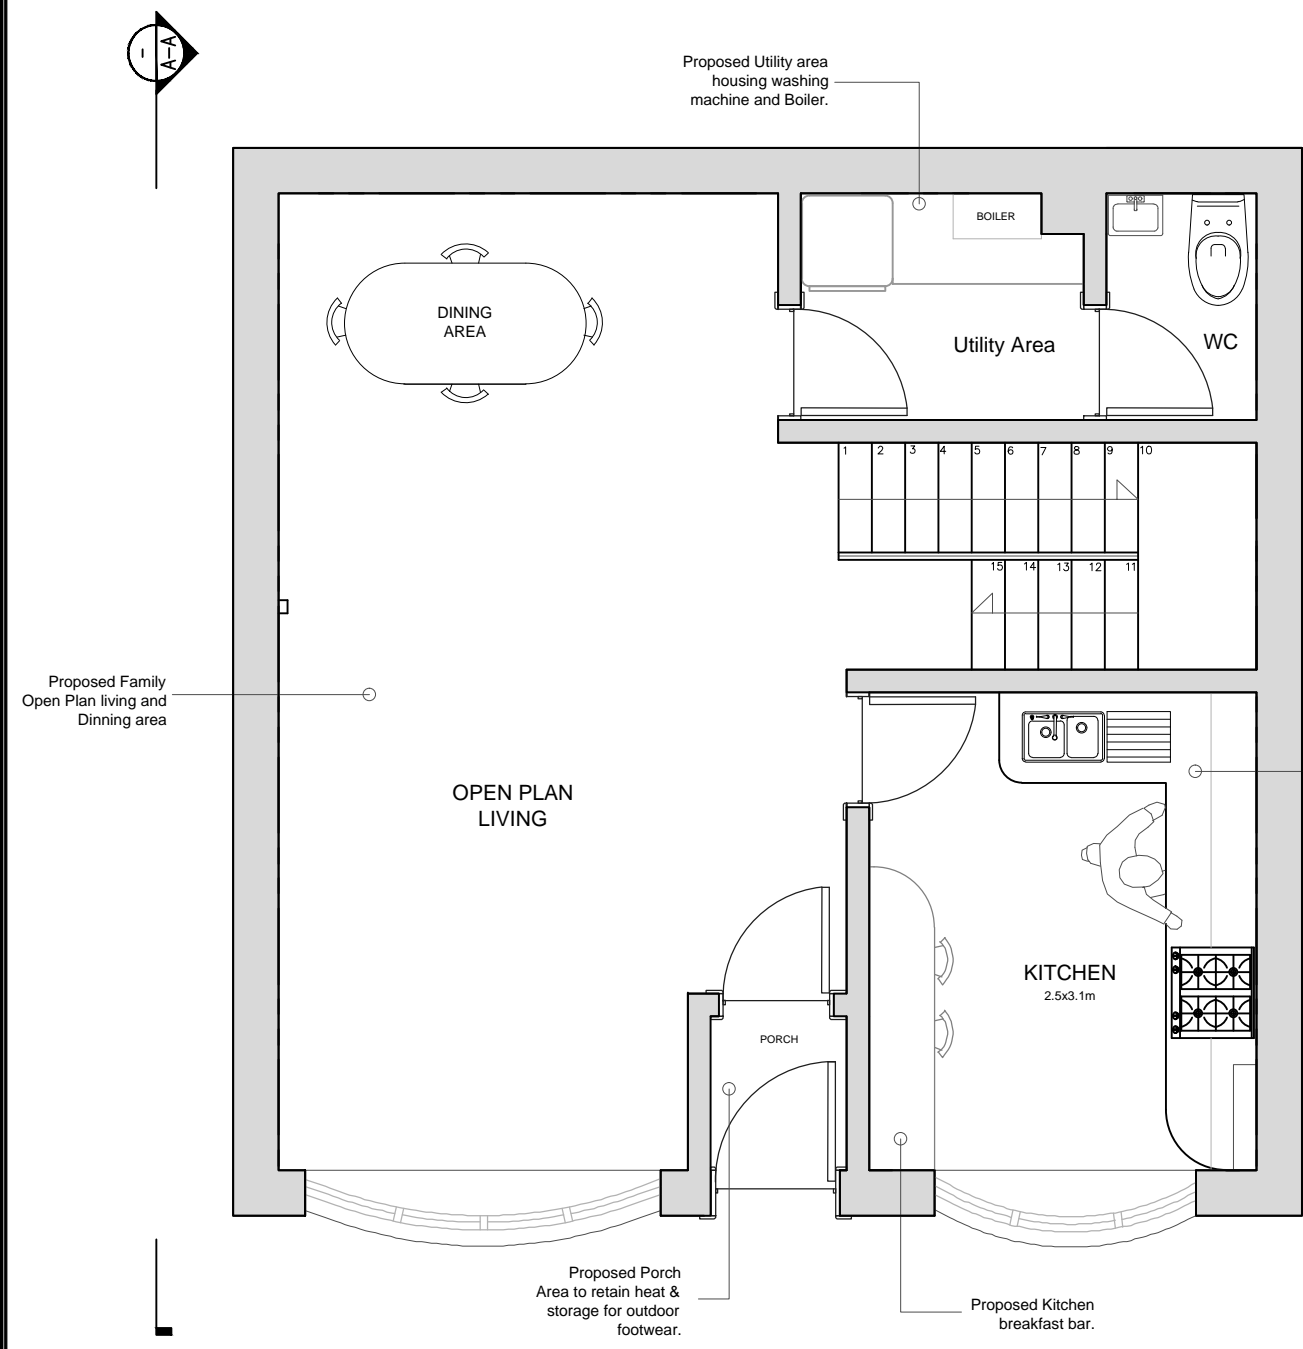 -
A-A
Proposed Utility area
housing washing
machine and Boiler.
BOILER
DINING
AREA
Utility Area
WC
1 2 3 4 5 6 7 8 9 10
15 14 13 12 11
Proposed Family
Open Plan living and
Dinning area
OPEN PLAN
LIVING
KITCHEN
2.5x3.1m
PORCH
Proposed Porch
Area to retain heat &
storage for outdoor
footwear.
Proposed Kitchen
breakfast bar.